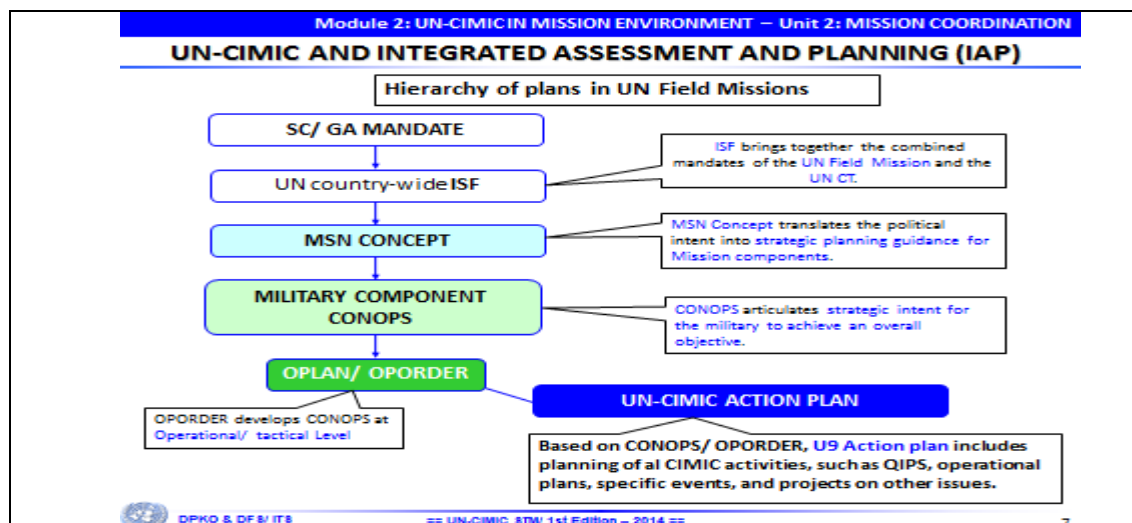 Module 2: UN-CIMIC IN MISSION ENVIRONMENT – Unit 2: MISSION COORDINATION
UN-CIMIC AND INTEGRATED ASSESSMENT AND PLANNING (IAP)
Hierarchy of plans in UN Field Missions
SC/ GA MANDATE
UN country-wide ISF
ISF brings together the combined
mandates of the UN Field Mission and the
UN CT.
MSN CONCEPT
MSN Concept translates the political
intent into strategic planning guidance for
Mission components.
MILITARY COMPONENT
CONOPS
CONOPS articulates strategic intent for
the military to achieve an overall
objective.
OPLAN/ OPORDER
OPORDER develops CONOPS at
Operational/ tactical Level
UN-CIMIC ACTION PLAN
Based on CONOPS/ OPORDER, U9 Action plan includes
planning of al CIMIC activities, such as QIPS, operational
plans, specific events, and projects on other issues.
DPKO & DFS/ ITS
== UN-CIMIC STW 1st Edition – 2014 ==
7